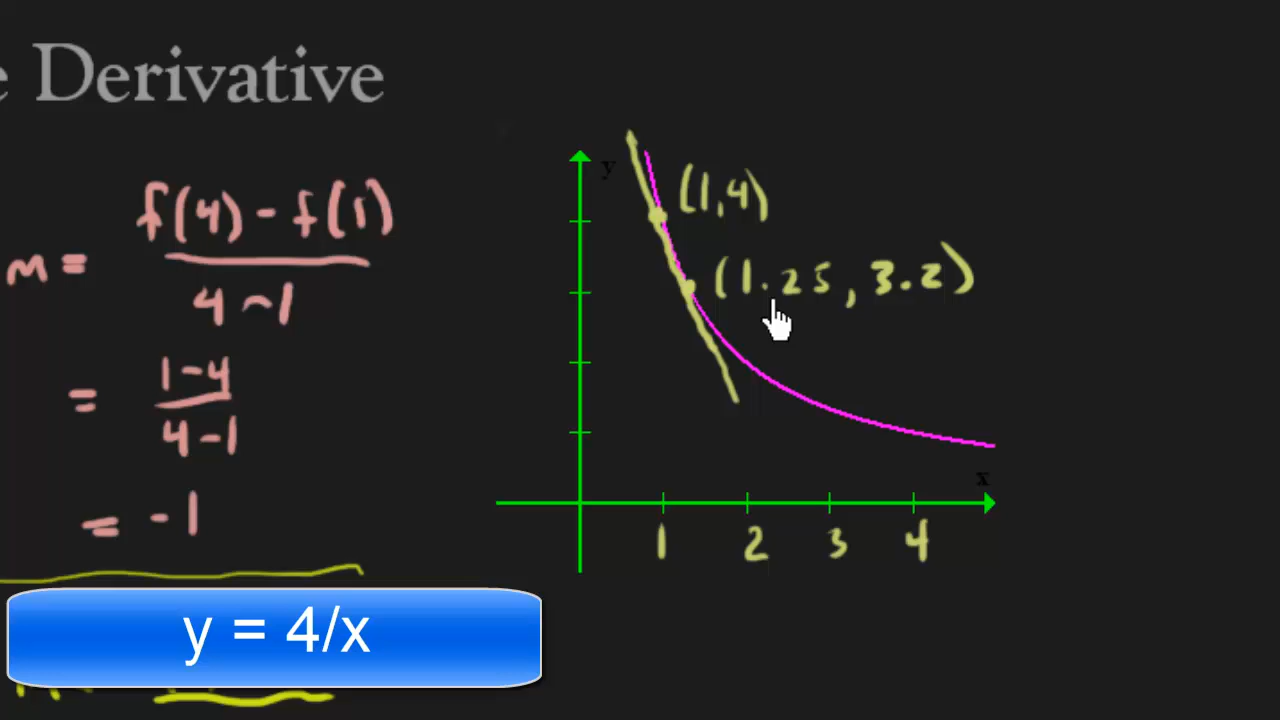 e Derivative
m = f(4) - f(1)
4 - 1
= 1 - 4
4 - 1
= -1
y = 4/x
y
(1,4)
(1.25, 3.2)
x
1 2 3 4